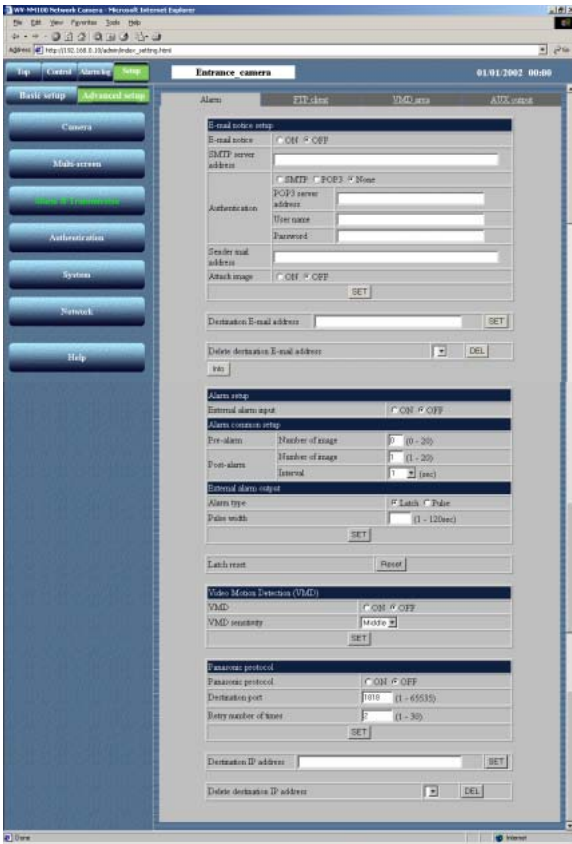 WV-NM100 Network Camera - Microsoft Internet Explorer
File Edit View Favorites Tools Help
Address http://192.168.0.10/admin/index_setting.html
Top Control Alarm log Setup
Entrance_camera 01/01/2002 00:00
Basic setup Advanced setup
Alarm FTP client VMD area AUX output
Camera
Multi-screen
Alarm & Transmission
Authentication
System
Network
Help
E-mail notice setup
E-mail notice ON OFF
SMTP server address
SMTP POP3 None
Authentication
POP3 server address
User name
Password
Sender mail address
Attach image ON OFF
SET
Destination E-mail address SET
Delete destination E-mail address DEL
Info
Alarm setup
External alarm input ON OFF
Alarm common setup
Pre-alarm Number of image 0 (0 - 20)
Post-alarm Number of image 1 (1 - 20)
Interval 1 (sec)
External alarm output
Alarm type Latch Pulse
Pulse width (1 - 120sec)
SET
Latch reset Reset
Video Motion Detection (VMD)
VMD ON OFF
VMD sensitivity Middle
SET
Panasonic protocol
Panasonic protocol ON OFF
Destination port 1818 (1 - 65535)
Retry number of times 2 (1 - 30)
SET
Destination IP address SET
Delete destination IP address DEL
Done Internet